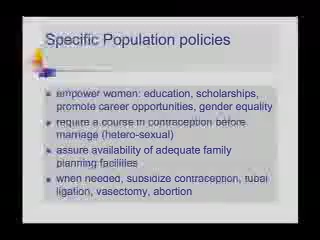 Specific Population policies
empower women: education, scholarships,
promote career opportunities, gender equality
require a course in contraception before
marriage (hetero-sexual)
assure availability of adequate family
planning facilities
when needed, subsidize contraception, tubal
ligation, vasectomy, abortion